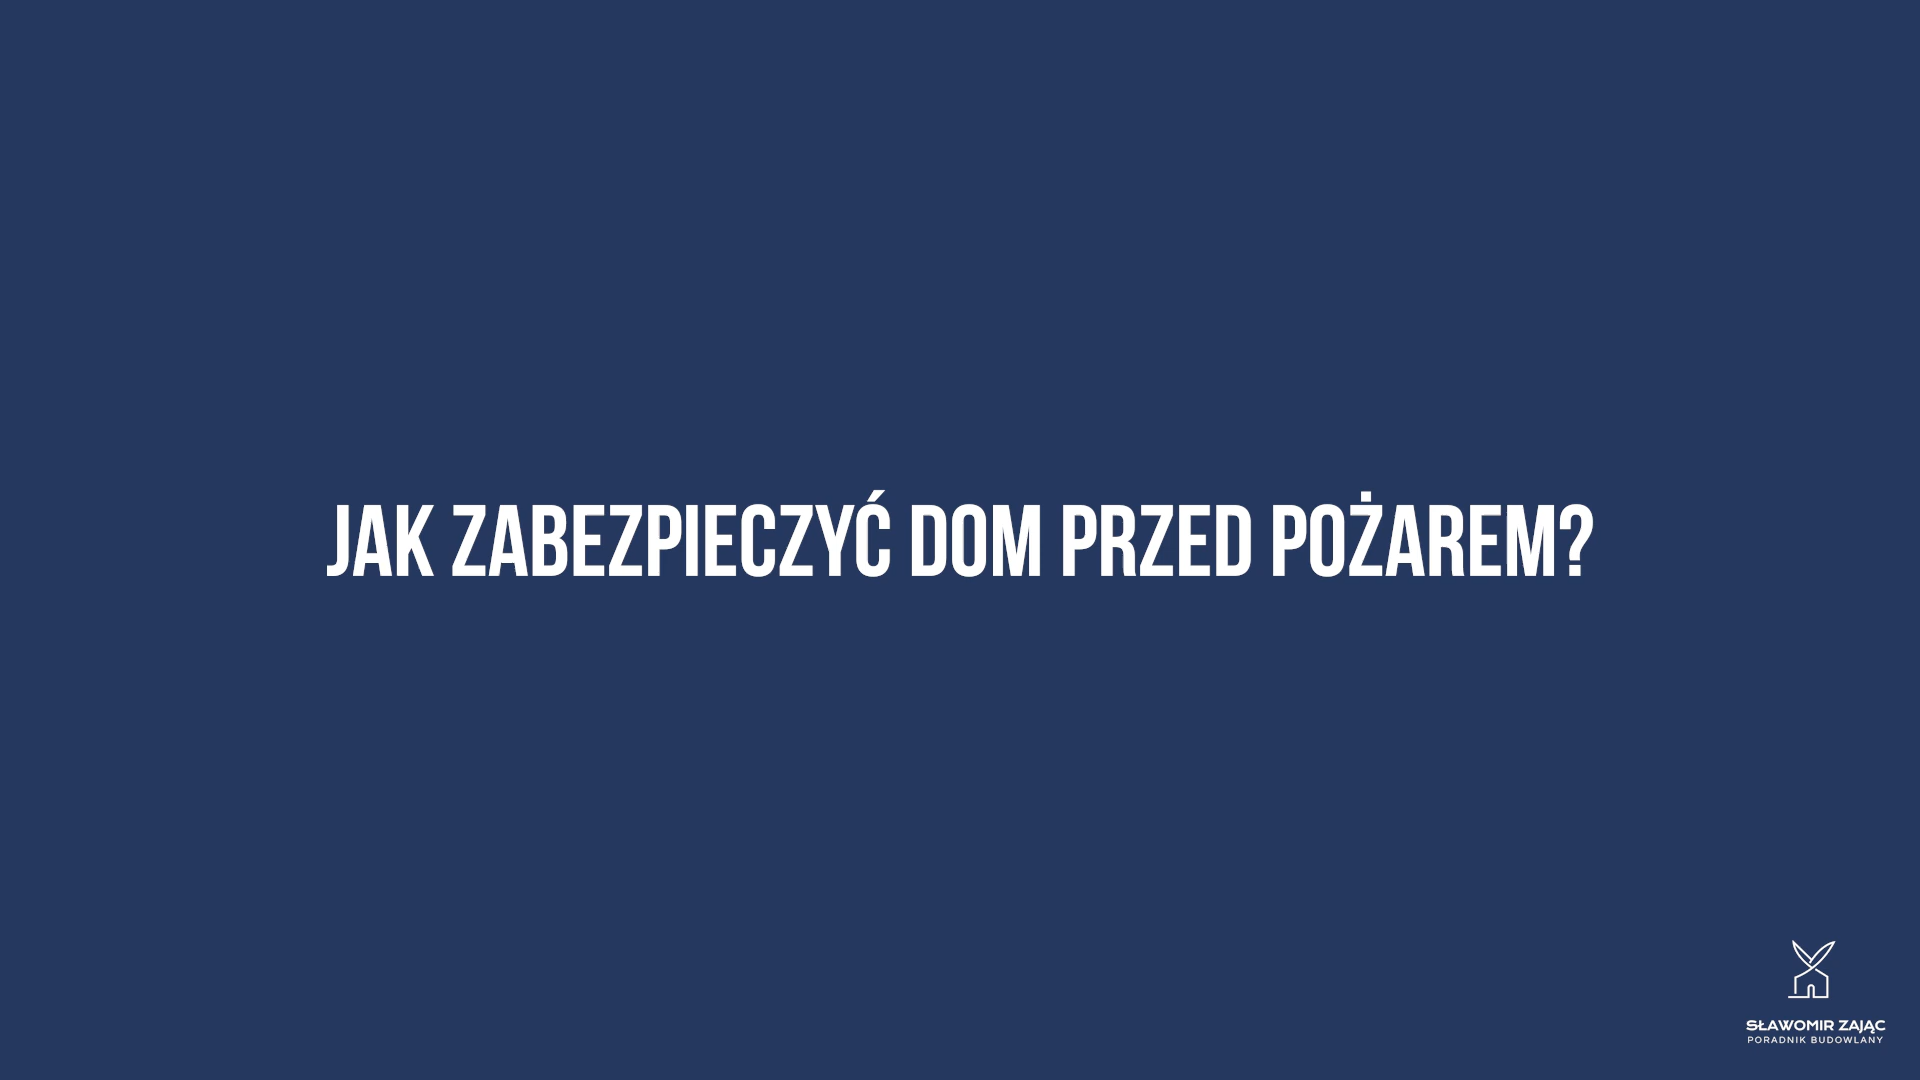 JAK ZABEZPIECZYĆ DOM PRZED POŻAREM?
SŁAWOMIR ZAJĄC
PORADNIK BUDOWLANY